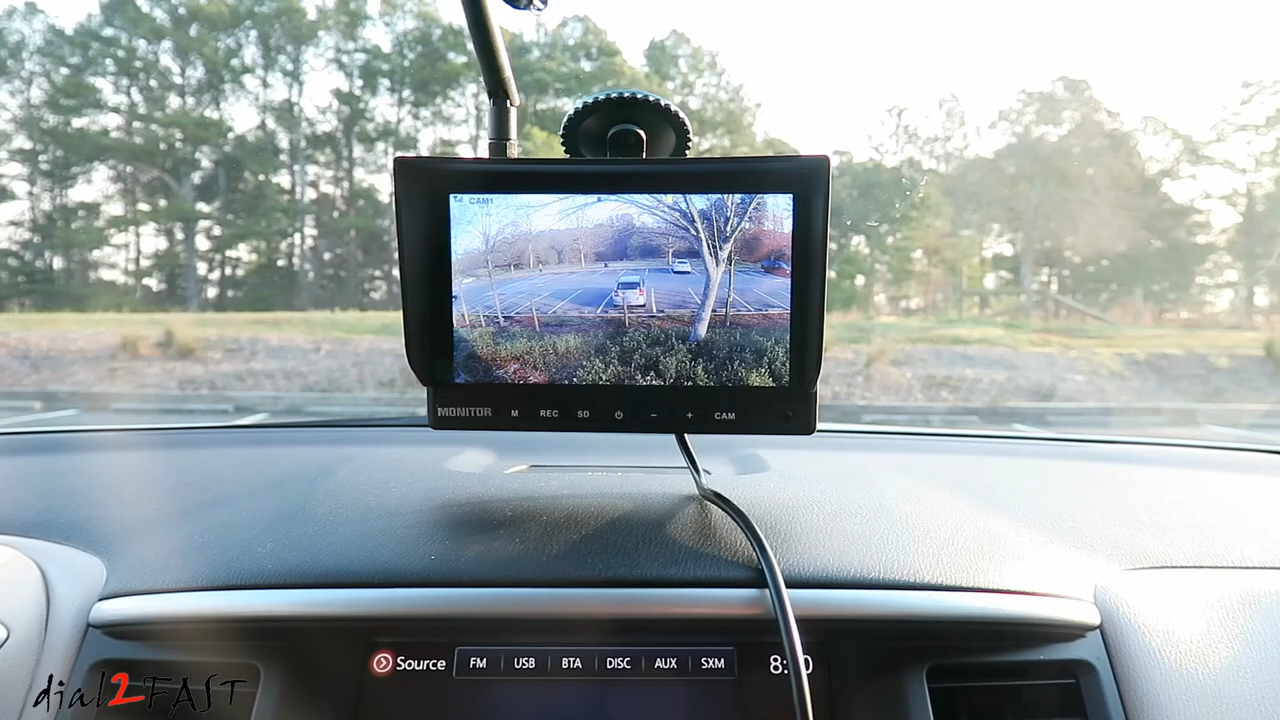 CAM1
MONITOR M REC SD − + CAM
Source FM USB BTA DISC AUX SXM
dial2FAST